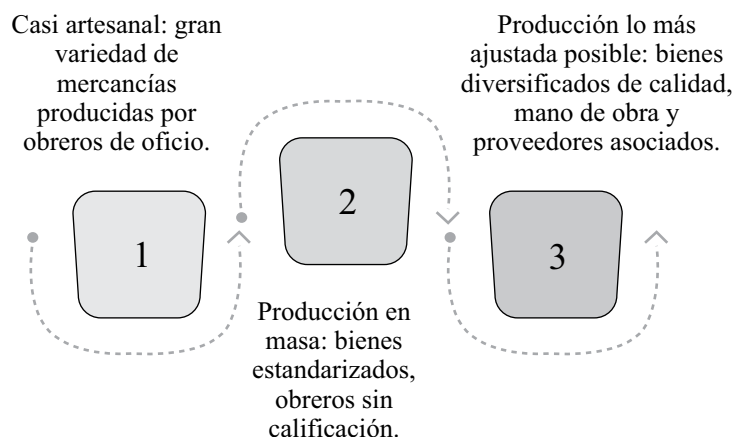 Casi artesanal: gran
variedad de
mercancías
producidas por
obreros de oficio.
1
2
Producción en
masa: bienes
estandarizados,
obreros sin
calificación.
Producción lo más
ajustada posible: bienes
diversificados de calidad,
mano de obra y
proveedores asociados.
3